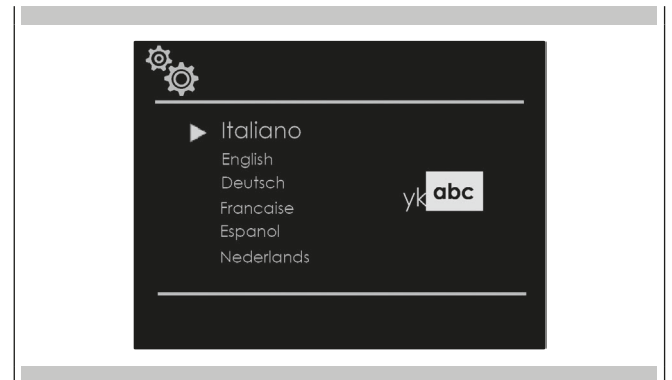 Italiano
English
Deutsch
Francaise
Espanol
Nederlands
yk abc